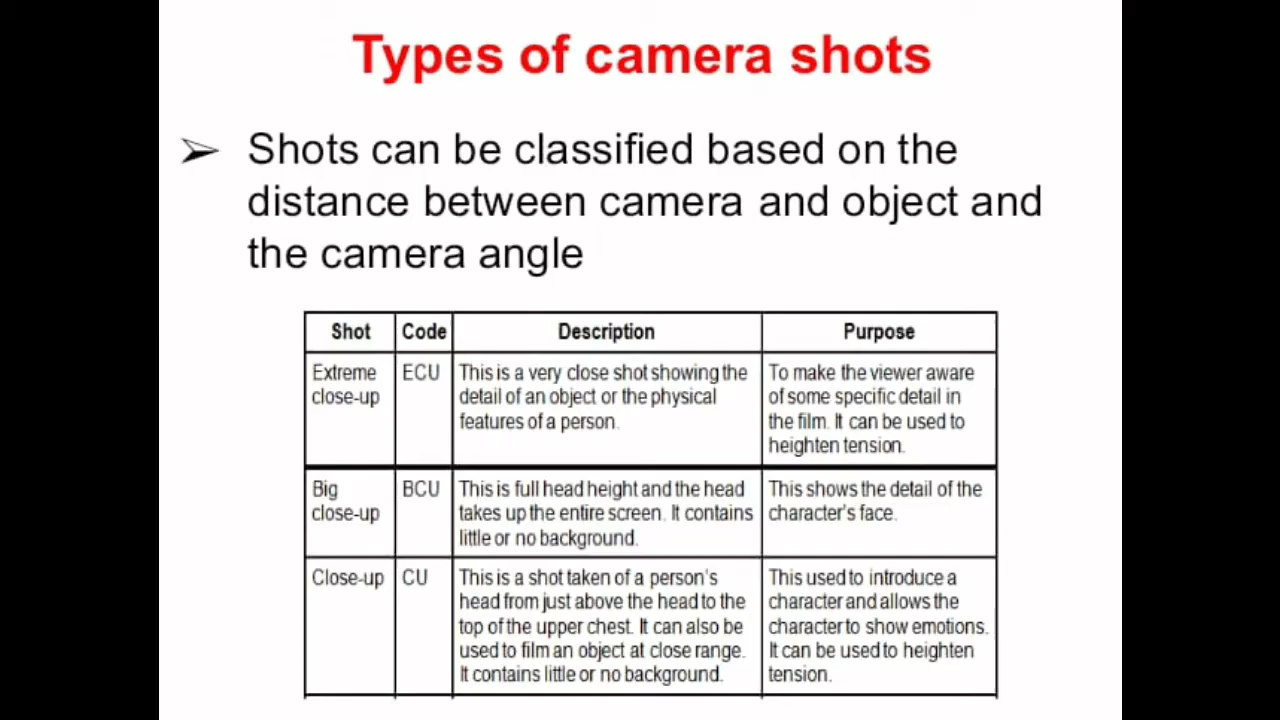 Types of camera shots
➢ Shots can be classified based on the
distance between camera and object and
the camera angle
Shot Code Description Purpose
Extreme ECU This is a very close shot showing the To make the viewer aware
close-up detail of an object or the physical of some specific detail in
features of a person. the film. It can be used to
heighten tension.
Big BCU This is full head height and the head This shows the detail of the
close-up takes up the entire screen. It contains character's face.
little or no background.
Close-up CU This is a shot taken of a person's This used to introduce a
head from just above the head to the character and allows the
top of the upper chest. It can also be character to show emotions.
used to film an object at close range. It can be used to heighten
It contains little or no background. tension.